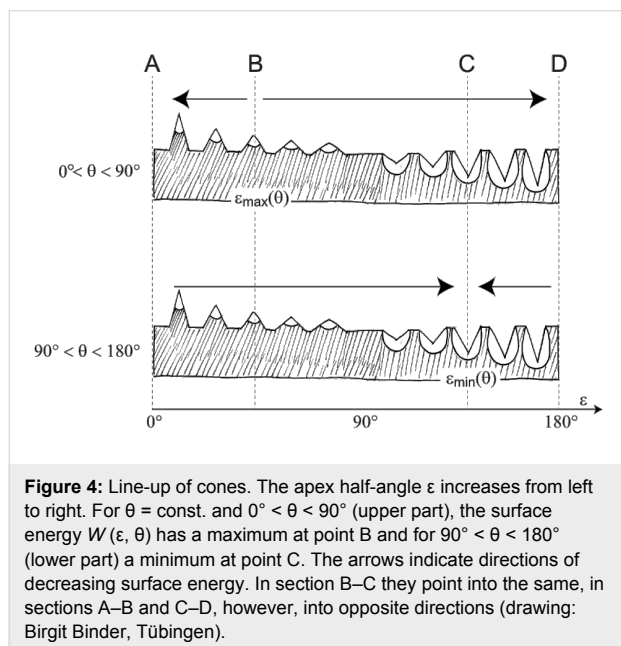 A B C D
0°< θ < 90°
εmax(θ)
90° < θ < 180°
εmin(θ)
ε
0° 90° 180°
Figure 4: Line-up of cones. The apex half-angle ε increases from left
to right. For θ = const. and 0° < θ < 90° (upper part), the surface
energy W (ε, θ) has a maximum at point B and for 90° < θ < 180°
(lower part) a minimum at point C. The arrows indicate directions of
decreasing surface energy. In section B–C they point into the same, in
sections A–B and C–D, however, into opposite directions (drawing:
Birgit Binder, Tübingen).